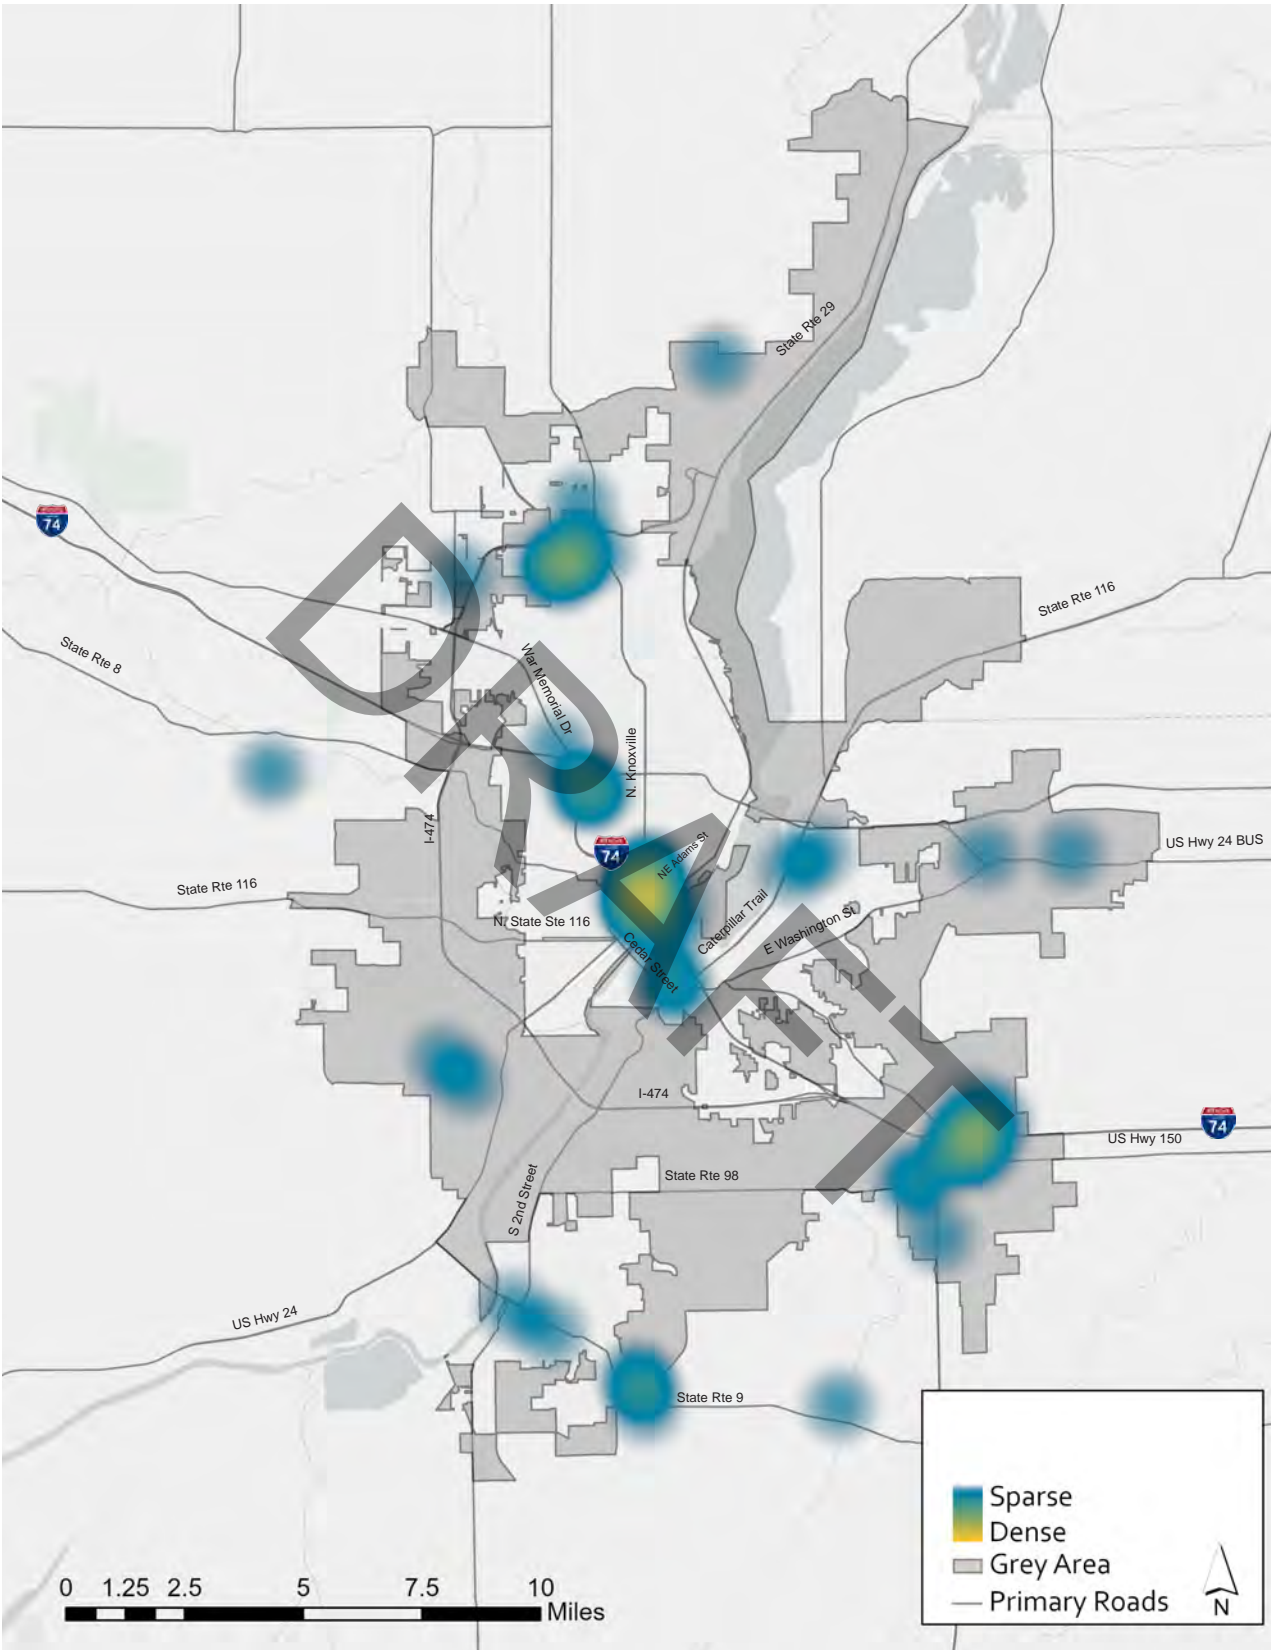 State Rte 29
74
State Rte 116
State Rte 8
War Memorial Dr
N. Knoxville
I-474
74
NE Adams St
US Hwy 24 BUS
State Rte 116
N. State Ste 116
Caterpillar Trail
E Washington St
Cedar Street
I-474
74
US Hwy 150
State Rte 98
S 2nd Street
US Hwy 24
State Rte 9
DRAFT
Sparse
Dense
Grey Area
Primary Roads
N
0 1.25 2.5 5 7.5 10
Miles